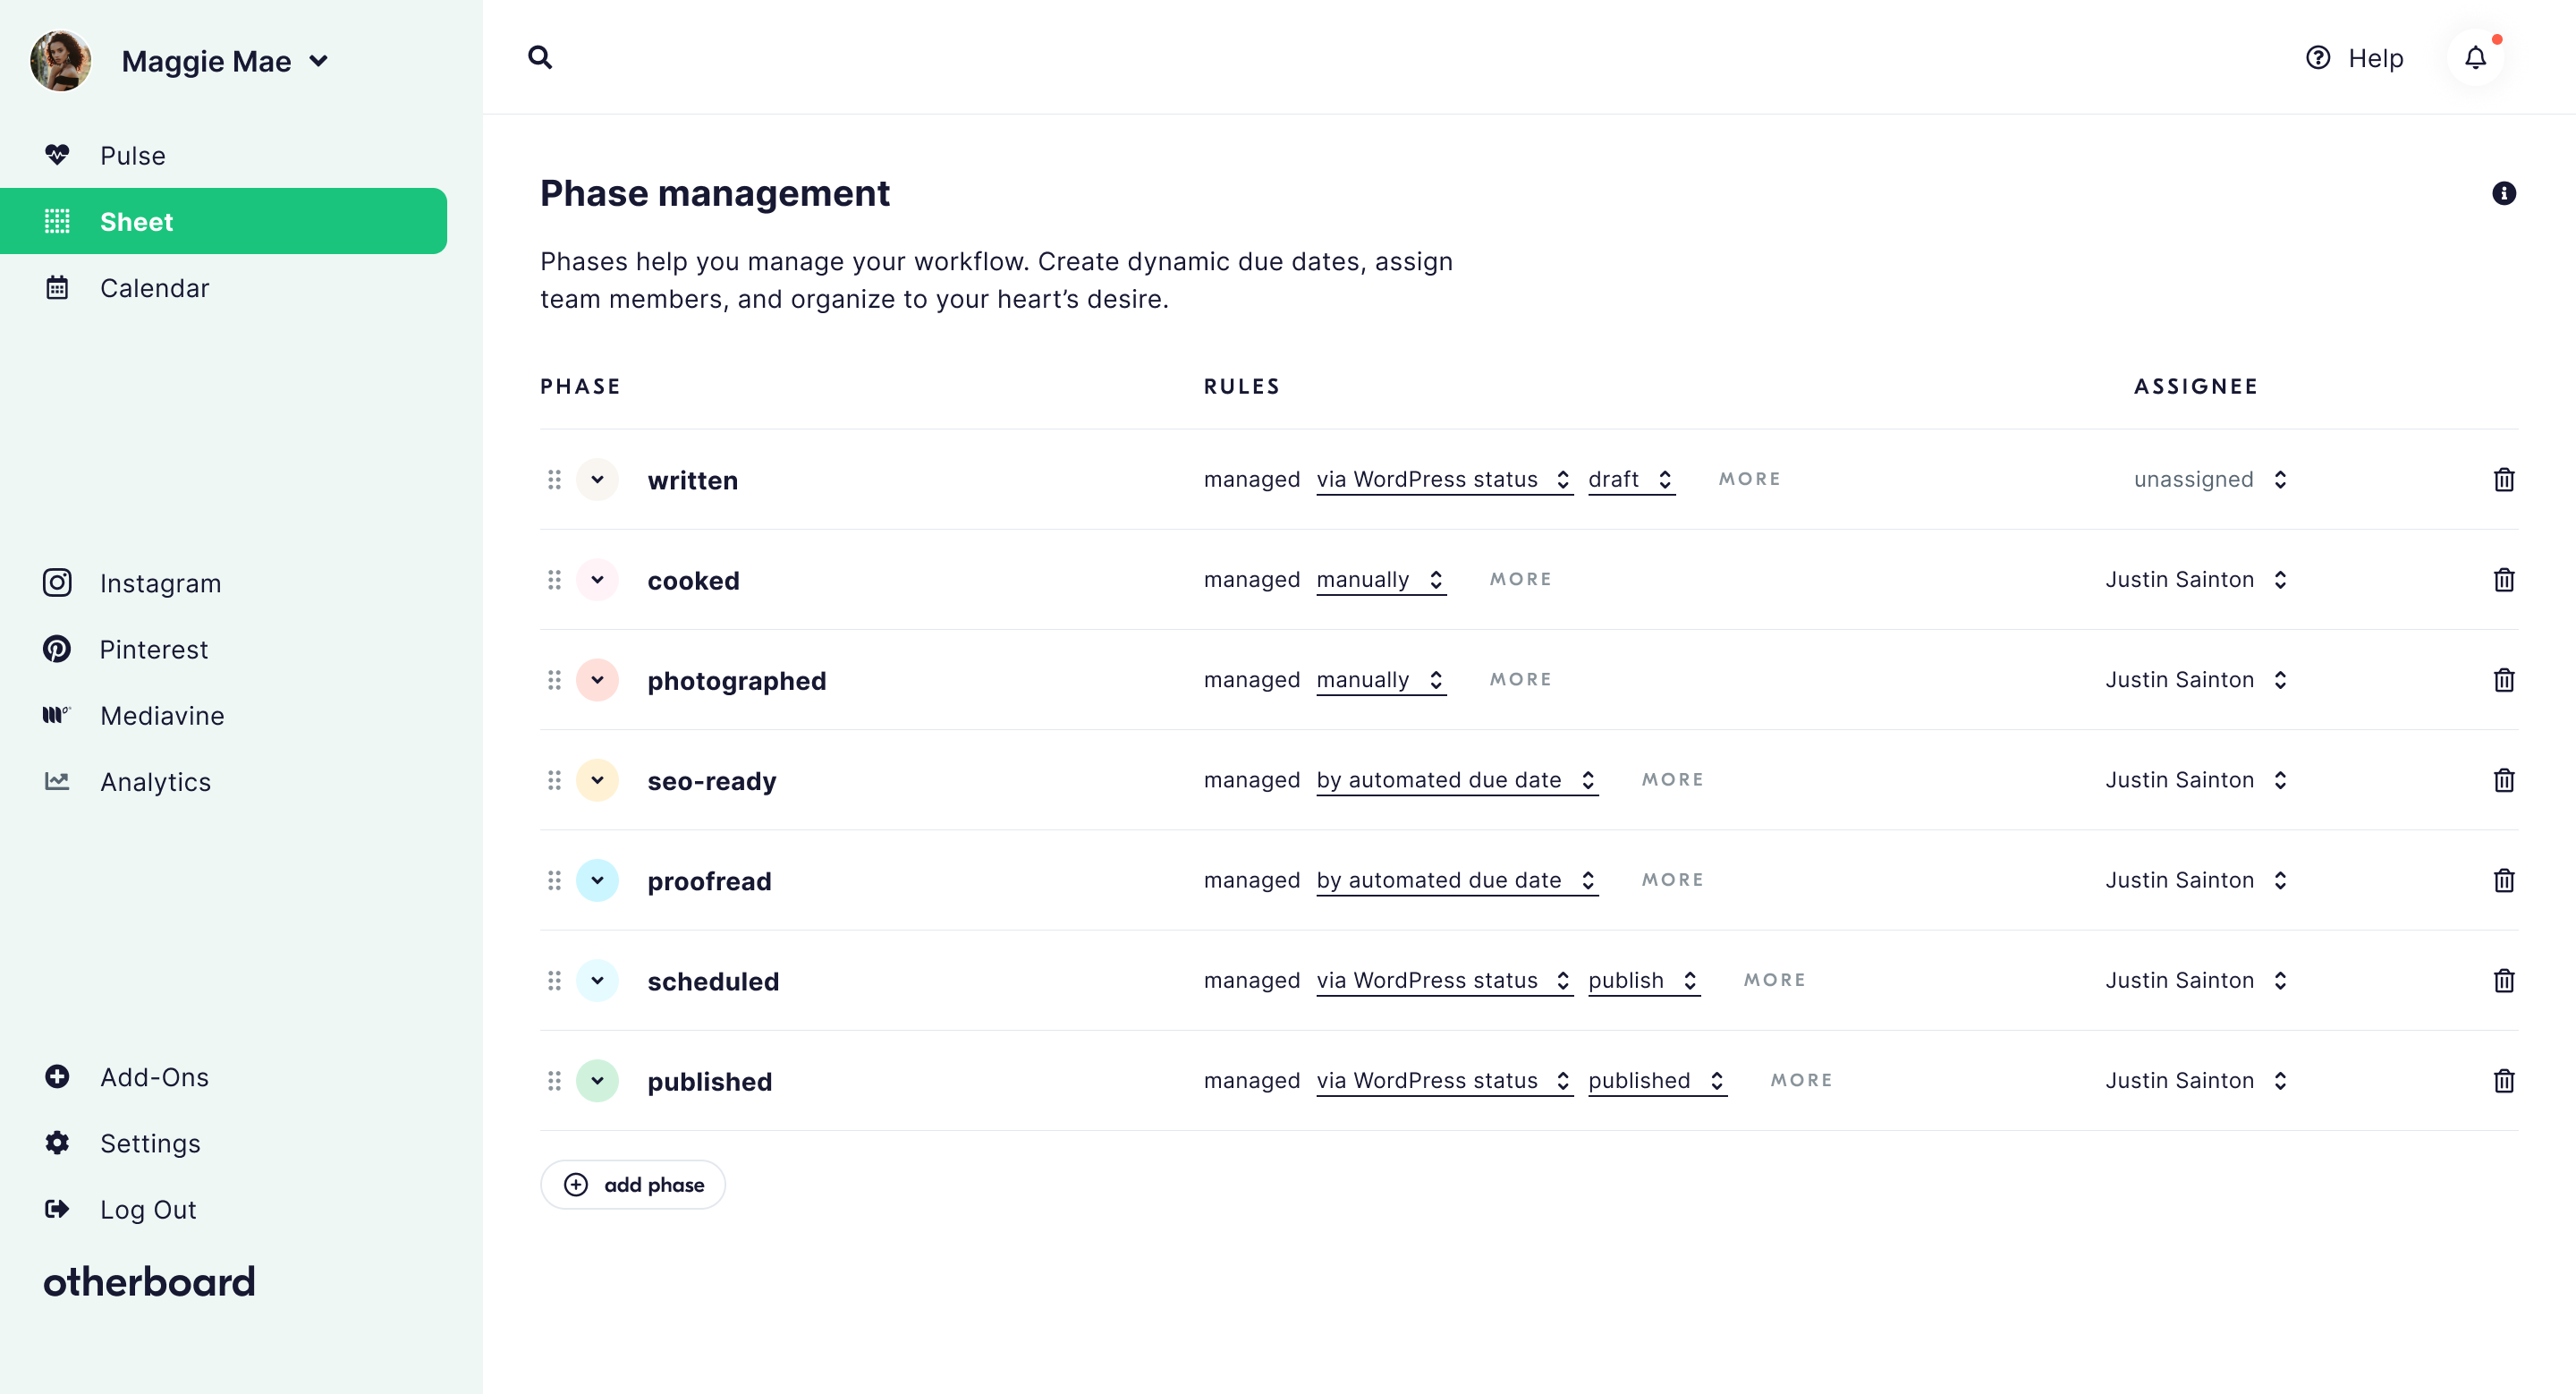 Maggie Mae
Pulse
Sheet
Calendar
Instagram
Pinterest
Mediavine
Analytics
Add-Ons
Settings
Log Out
otherboard
Help
Phase management
Phases help you manage your workflow. Create dynamic due dates, assign
team members, and organize to your heart’s desire.
PHASE RULES ASSIGNEE
written managed via WordPress status draft MORE unassigned
cooked managed manually MORE Justin Sainton
photographed managed manually MORE Justin Sainton
seo-ready managed by automated due date MORE Justin Sainton
proofread managed by automated due date MORE Justin Sainton
scheduled managed via WordPress status publish MORE Justin Sainton
published managed via WordPress status published MORE Justin Sainton
add phase